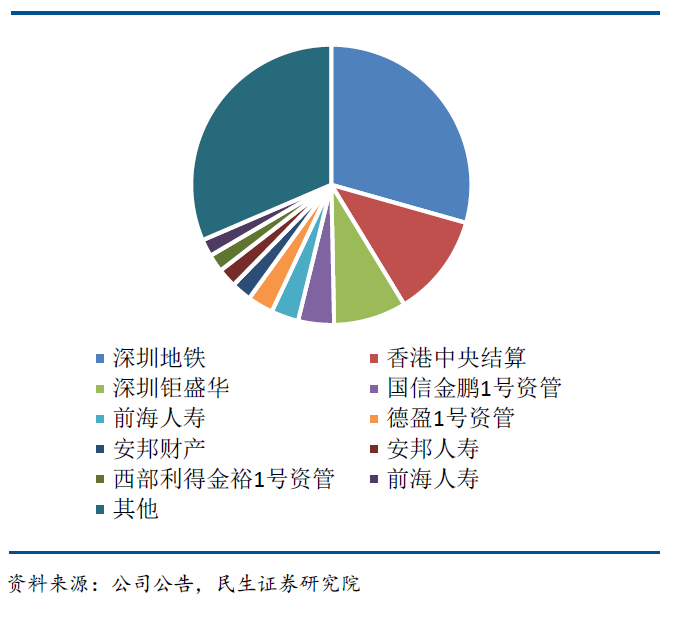 深圳地铁 香港中央结算
深圳钜盛华 国信金鹏1号资管
前海人寿 德盈1号资管
安邦财产 安邦人寿
西部利得金裕1号资管 前海人寿
其他
资料来源：公司公告，民生证券研究院